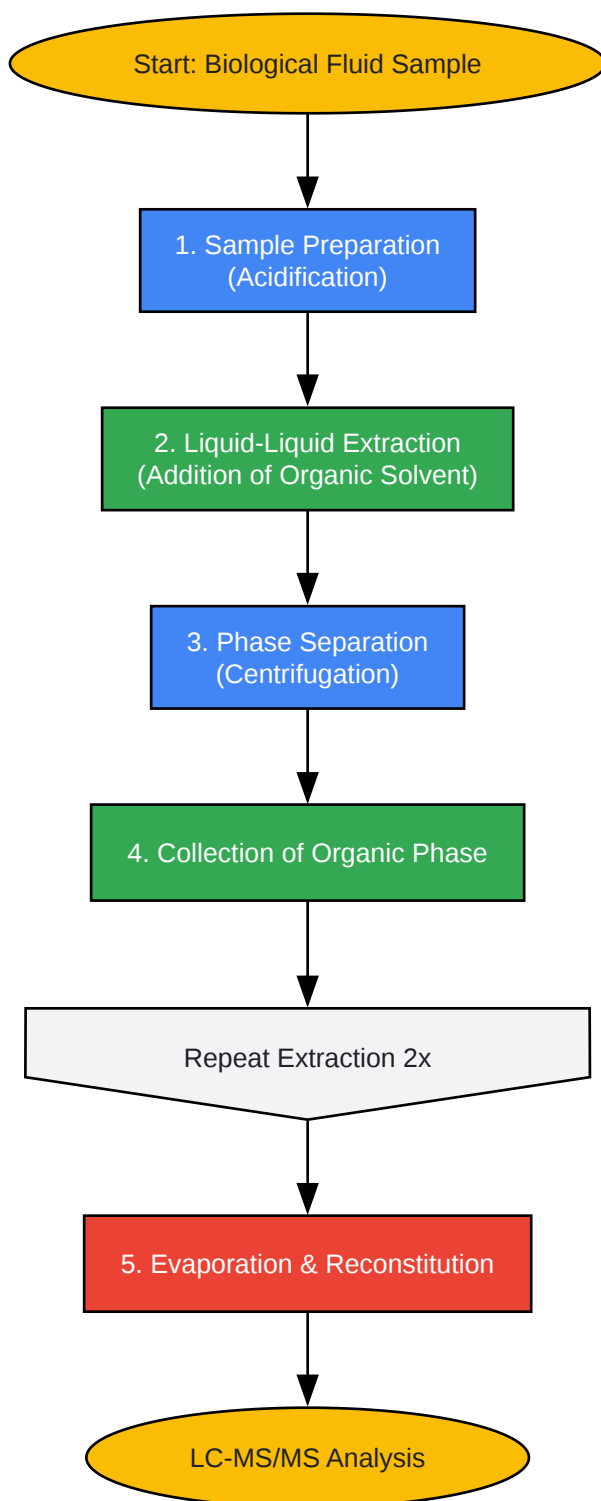 Start: Biological Fluid Sample
1. Sample Preparation
(Acidification)
2. Liquid-Liquid Extraction
(Addition of Organic Solvent)
3. Phase Separation
(Centrifugation)
4. Collection of Organic Phase
Repeat Extraction 2x
5. Evaporation & Reconstitution
LC-MS/MS Analysis